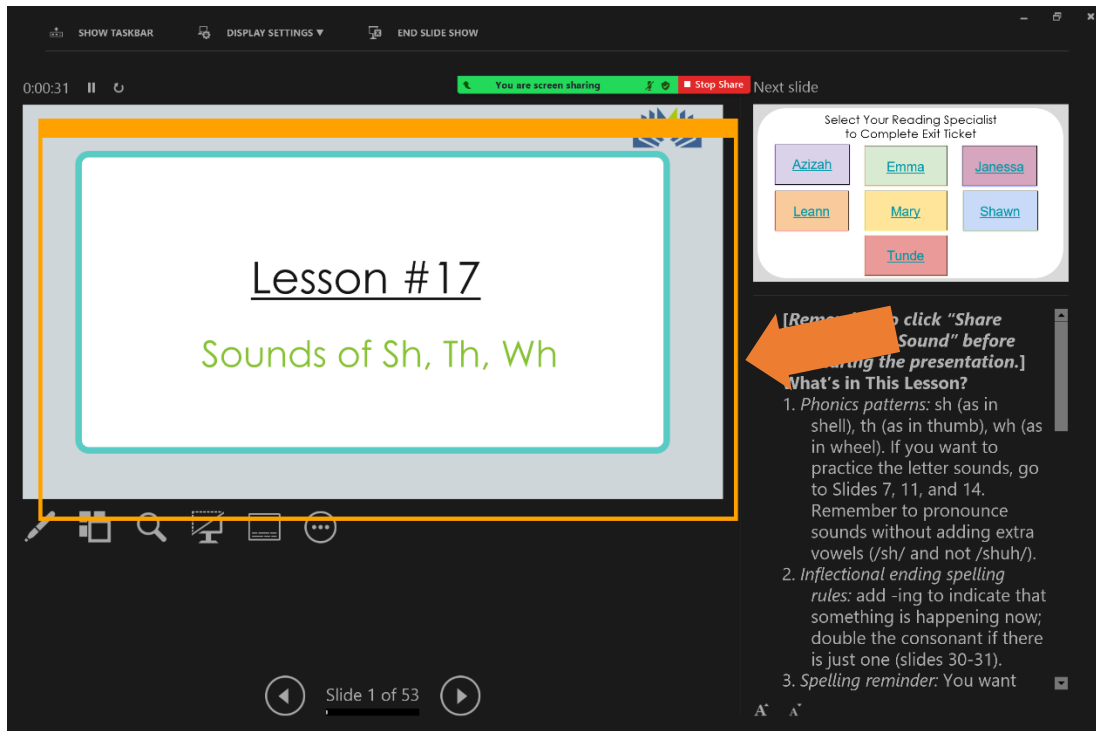 SHOW TASKBAR DISPLAY SETTINGS ▼ END SLIDE SHOW
0:00:31
You are screen sharing Stop Share
Next slide
Lesson #17
Sounds of Sh, Th, Wh
Select Your Reading Specialist
to Complete Exit Ticket
Azizah Emma Janessa
Leann Mary Shawn
Tunde
[Remember to click “Share
Sound” before
the presentation.]
What’s in This Lesson?
1. Phonics patterns: sh (as in
shell), th (as in thumb), wh (as
in wheel). If you want to
practice the letter sounds, go
to Slides 7, 11, and 14.
Remember to pronounce
sounds without adding extra
vowels (/sh/ and not /shuh/).
2. Inflectional ending spelling
rules: add -ing to indicate that
something is happening now;
double the consonant if there
is just one (slides 30-31).
3. Spelling reminder: You want
Slide 1 of 53
A A